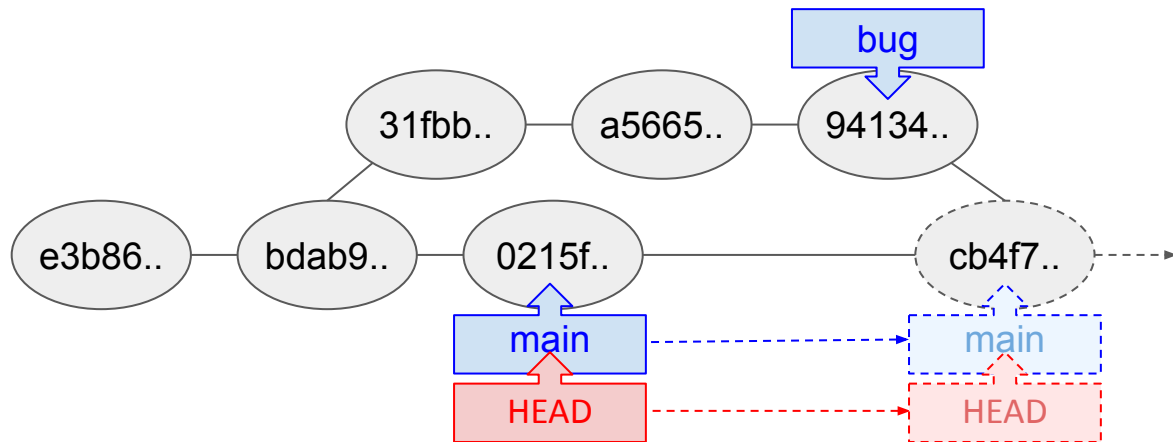 bug
31fbb..
a5665..
94134..
e3b86..
bdab9..
0215f..
cb4f7..
main
main
HEAD
HEAD